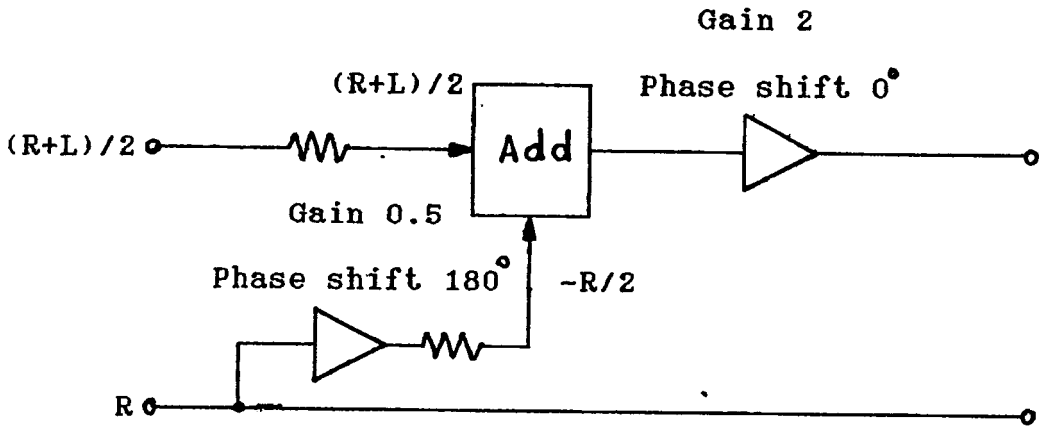 Gain 2
(R+L)/2
Phase shift 0°
(R+L)/2
Add
Gain 0.5
Phase shift 180°
-R/2
R